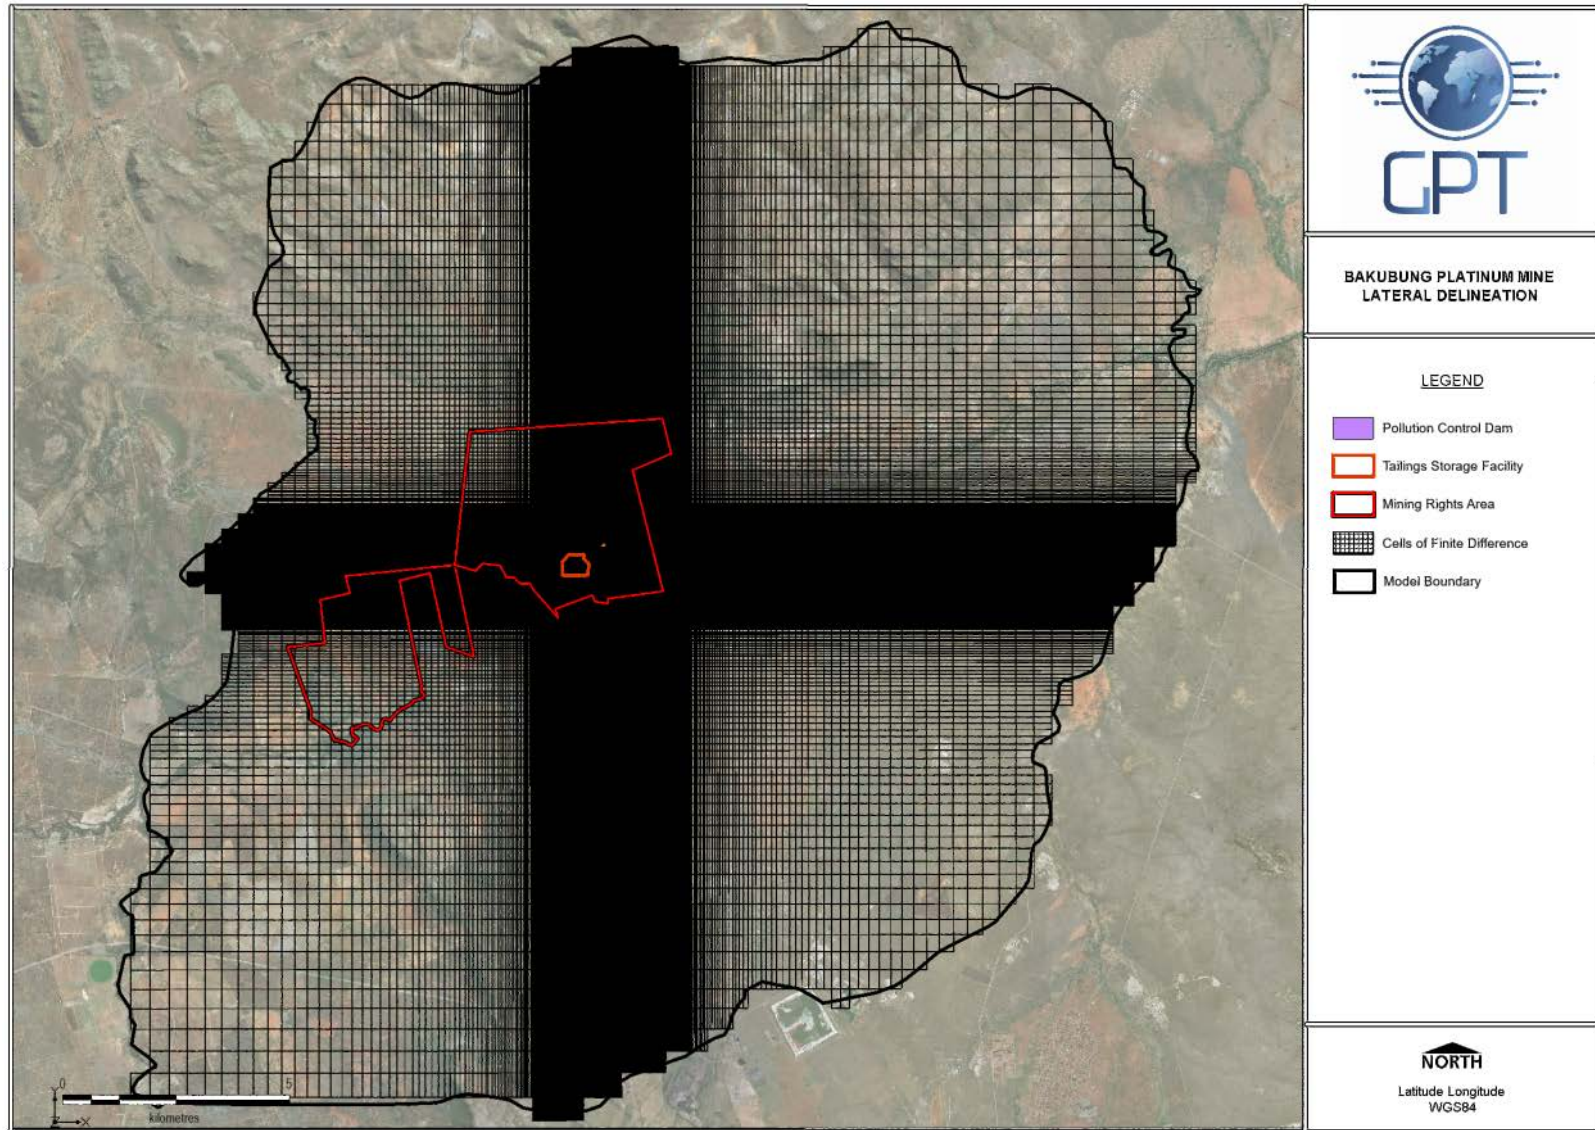 GPT
BAKUBUNG PLATINUM MINE
LATERAL DELINEATION
LEGEND
Pollution Control Dam
Tailings Storage Facility
Mining Rights Area
Cells of Finite Difference
Model Boundary
NORTH
Latitude Longitude
WGS84
0 5
kilometres
Y
Z X